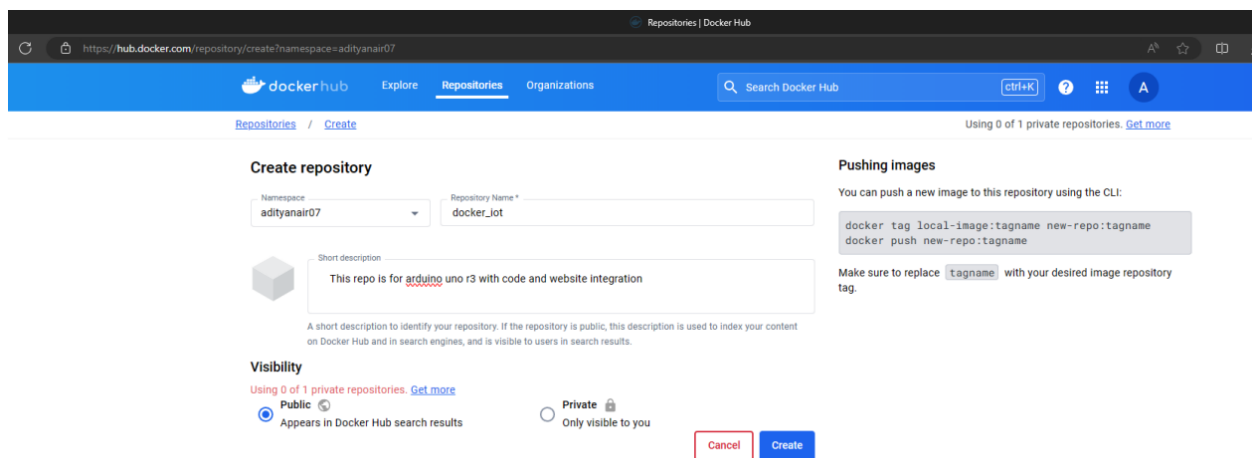 Repositories | Docker Hub
https://hub.docker.com/repository/create?namespace=adityanair07
dockerhub Explore Repositories Organizations Search Docker Hub ctrl+K ? A
Repositories / Create Using 0 of 1 private repositories. Get more
Create repository
Namespace
adityanair07
Repository Name *
docker_iot
Short description
This repo is for arduino uno r3 with code and website integration
A short description to identify your repository. If the repository is public, this description is used to index your content
on Docker Hub and in search engines, and is visible to users in search results.
Visibility
Using 0 of 1 private repositories. Get more
Public
Appears in Docker Hub search results
Private
Only visible to you
Cancel Create
Pushing images
You can push a new image to this repository using the CLI:
docker tag local-image:tagname new-repo:tagname
docker push new-repo:tagname
Make sure to replace tagname with your desired image repository
tag.